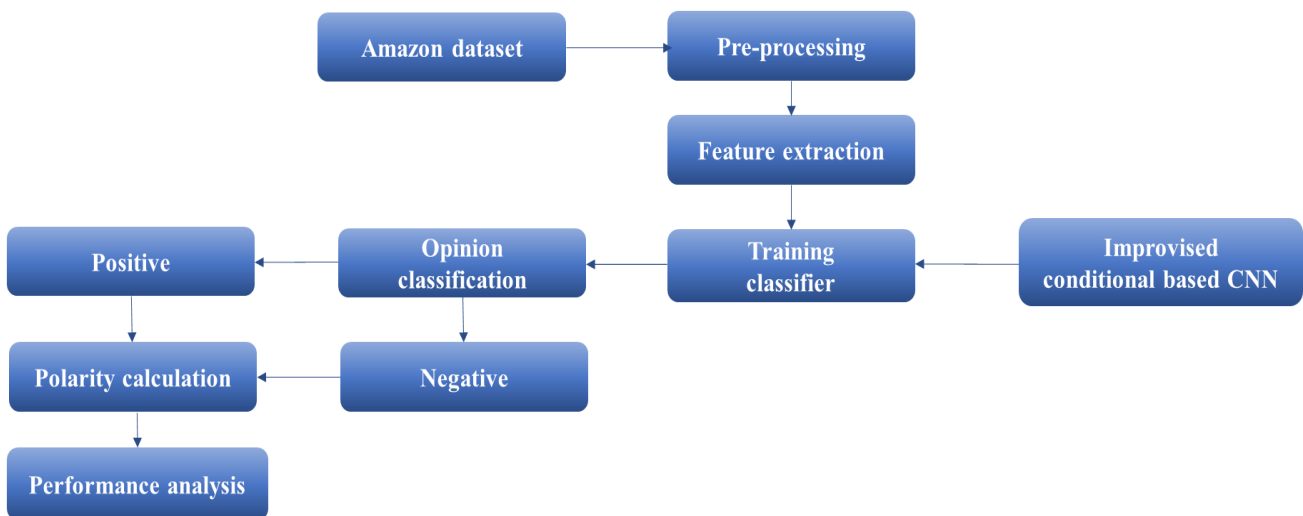 Amazon dataset
Pre-processing
Feature extraction
Positive
Opinion
classification
Training
classifier
Improvised
conditional based CNN
Polarity calculation
Negative
Performance analysis